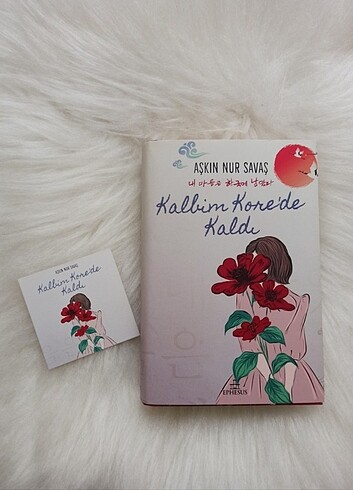 AŞKIN NUR SAVAŞ
내 마음은 한국에 남았다
Kalbim Kore'de
Kaldı
EPHESUS
AŞKIN NUR SAVAŞ
Kalbim Kore'de
Kaldı